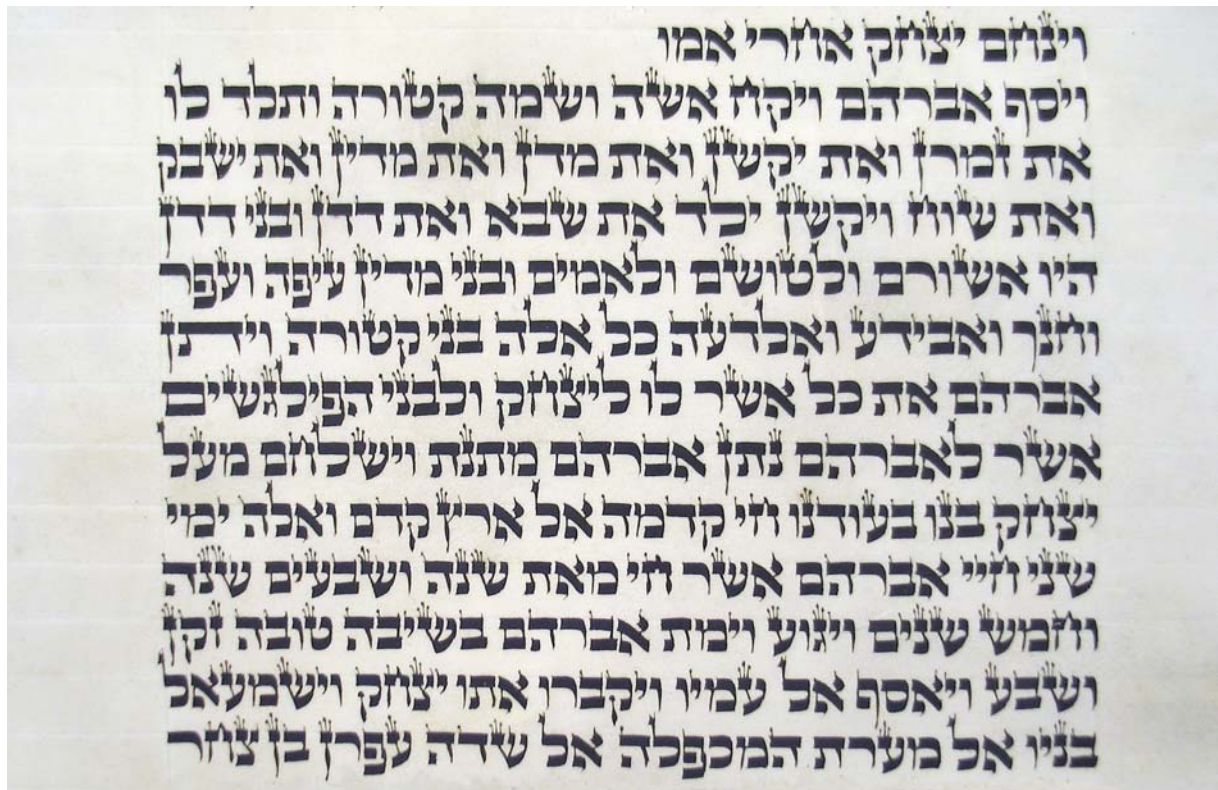 וינחם יצחק אחרי אמו
ויסף אברהם ויקח אשה ושמה קטורה ותלד לו
את זמרן ואת יקשן ואת מדן ואת מדין ואת ישבק
ואת שוח ויקשן ילד את שבא ואת דדן ובני דדן
היו אשורם ולטושם ולאמים ובני מדין עיפה ועפר
וחנך ואבידע ואלדעה כל אלה בני קטורה ויתן
אברהם את כל אשר לו ליצחק ולבני הפילגשים
אשר לאברהם נתן אברהם מתנת וישלחם מעל
יצחק בנו בעודנו חי קדמה אל ארץ קדם ואלה ימי
שני חיי אברהם אשר חי מאת שנה ושבעים שנה
וחמש שנים ויגוע וימת אברהם בשיבה טובה זקן
ושבע ויאסף אל עמיו ויקברו אתו יצחק וישמעאל
בניו אל מערת המכפלה אל שדה עפרן בן צחר